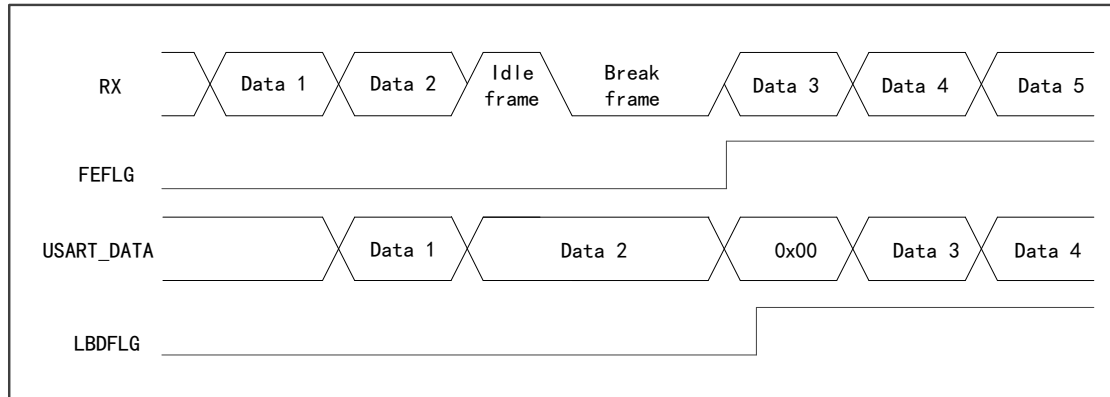 RX
Data 1
Data 2
Idle
frame
Break
frame
Data 3
Data 4
Data 5
FEFLG
USART_DATA
Data 1
Data 2
0x00
Data 3
Data 4
LBDFLG